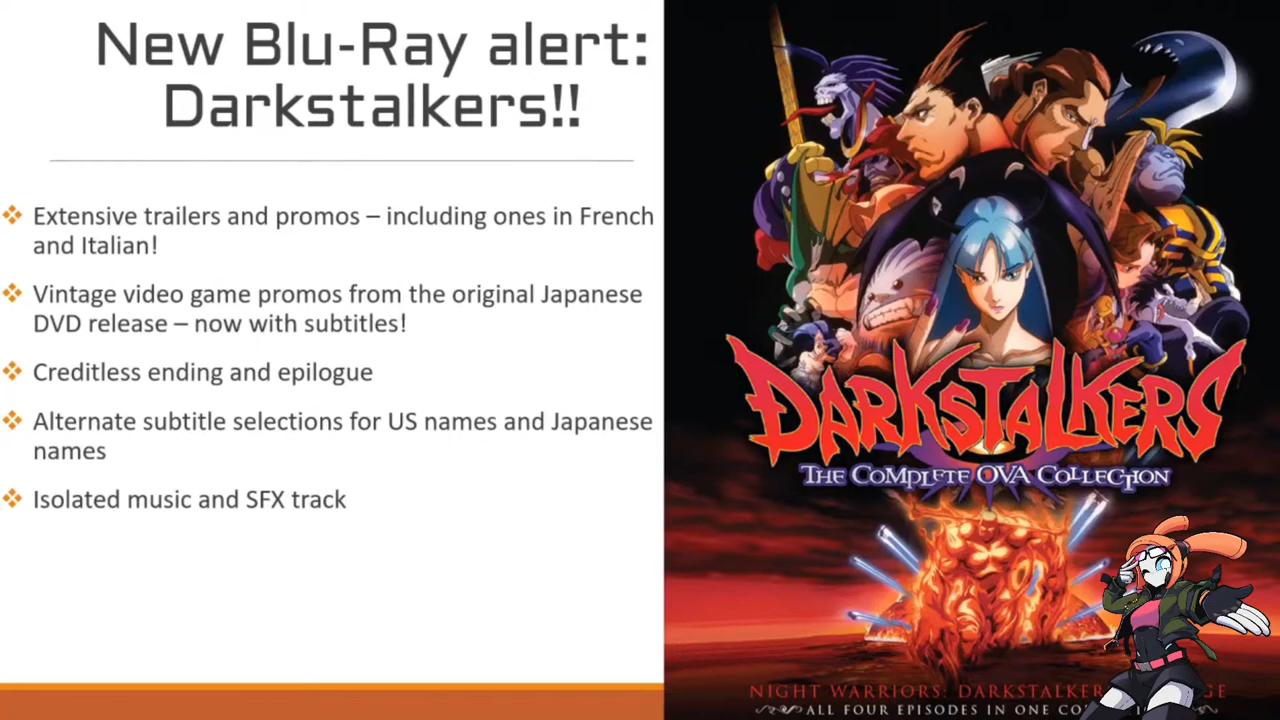 New Blu-Ray alert:
Darkstalkers!!
Extensive trailers and promos – including ones in French
and Italian!
Vintage video game promos from the original Japanese
DVD release – now with subtitles!
Creditless ending and epilogue
Alternate subtitle selections for US names and Japanese
names
Isolated music and SFX track
DARKSTALKERS
THE COMPLETE OVA COLLECTION
NIGHT WARRIORS: DARKSTALKER
ALL FOUR EPISODES IN ONE